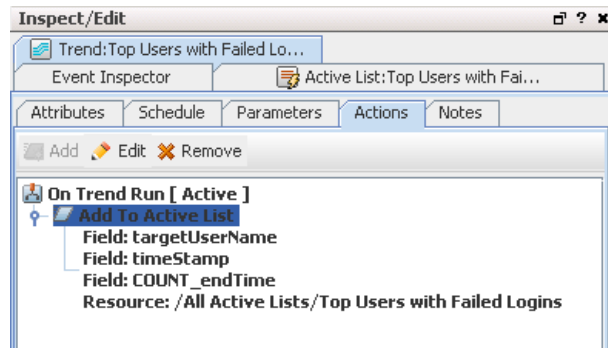 Inspect/Edit
Trend:Top Users with Failed Lo...
Event Inspector Active List:Top Users with Fai...
Attributes Schedule Parameters Actions Notes
Add Edit Remove
On Trend Run [ Active ]
Add To Active List
Field: targetUserName
Field: timeStamp
Field: COUNT_endTime
Resource: /All Active Lists/Top Users with Failed Logins